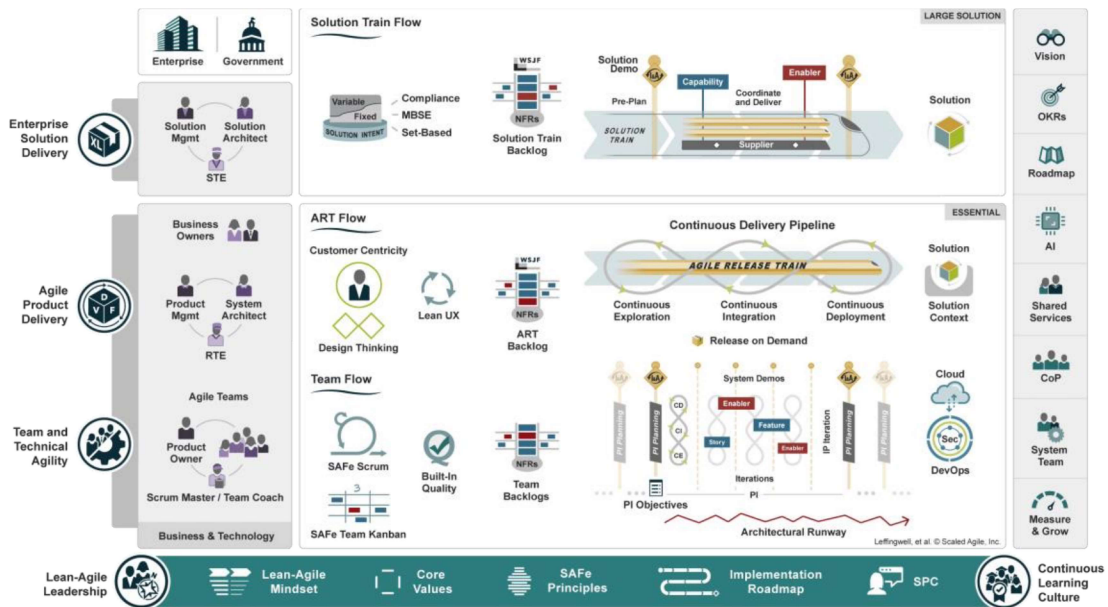 Enterprise
Government
Enterprise
Solution
Delivery
XL
Solution
Mgmt
Solution
Architect
STE
Solution Train Flow
LARGE SOLUTION
Variable
Fixed
SOLUTION INTENT
Compliance
MBSE
Set-Based
WSJF
NFRs
Solution Train
Backlog
Solution
Demo
I&A
Capability
Enabler
I&A
Pre-Plan
Coordinate
and Deliver
SOLUTION
TRAIN
Supplier
Solution
Agile
Product
Delivery
D
V
F
Business
Owners
Product
Mgmt
System
Architect
RTE
ART Flow
ESSENTIAL
Customer Centricity
Lean UX
Design Thinking
WSJF
NFRs
ART
Backlog
Continuous Delivery Pipeline
AGILE RELEASE TRAIN
Continuous
Exploration
Continuous
Integration
Continuous
Deployment
Release on Demand
Solution
Solution
Context
Team and
Technical
Agility
Agile Teams
Product
Owner
Scrum Master / Team Coach
Business & Technology
Team Flow
SAFe Scrum
3
SAFe Team Kanban
Built-In
Quality
NFRs
Team
Backlogs
I&A
I&A
System Demos
I&A
I&A
PI Planning
PI Planning
CD
CI
CE
Enabler
Story
Feature
Enabler
IP Iteration
PI Planning
PI Planning
Iterations
PI
PI Objectives
Architectural Runway
Cloud
Sec
DevOps
Leffingwell, et al. © Scaled Agile, Inc.
Vision
OKRs
Roadmap
AI
Shared
Services
CoP
System
Team
Measure
& Grow
Lean-Agile
Leadership
Lean-Agile
Mindset
Core
Values
SAFe
Principles
Implementation
Roadmap
SPC
Continuous
Learning
Culture